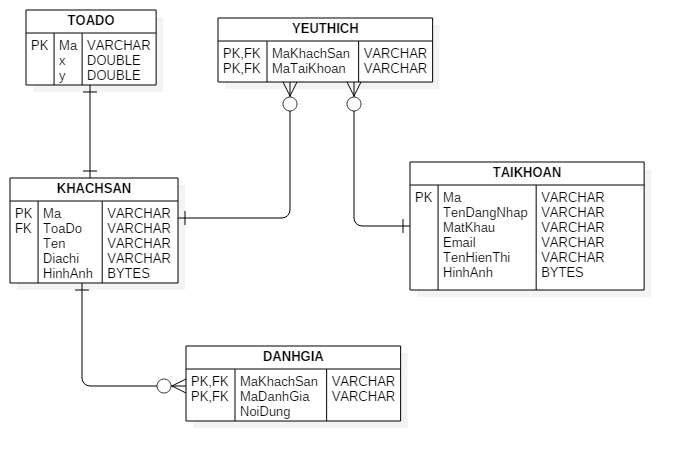 TOADO
PK Ma VARCHAR
x DOUBLE
y DOUBLE
YEUTHICH
PK,FK MaKhachSan VARCHAR
PK,FK MaTaiKhoan VARCHAR
KHACHSAN
PK Ma VARCHAR
FK ToaDo VARCHAR
Ten VARCHAR
Diachi VARCHAR
HinhAnh BYTES
TAIKHOAN
PK Ma VARCHAR
TenDangNhap VARCHAR
MatKhau VARCHAR
Email VARCHAR
TenHienThi VARCHAR
HinhAnh BYTES
DANHGIA
PK,FK MaKhachSan VARCHAR
PK,FK MaDanhGia VARCHAR
NoiDung